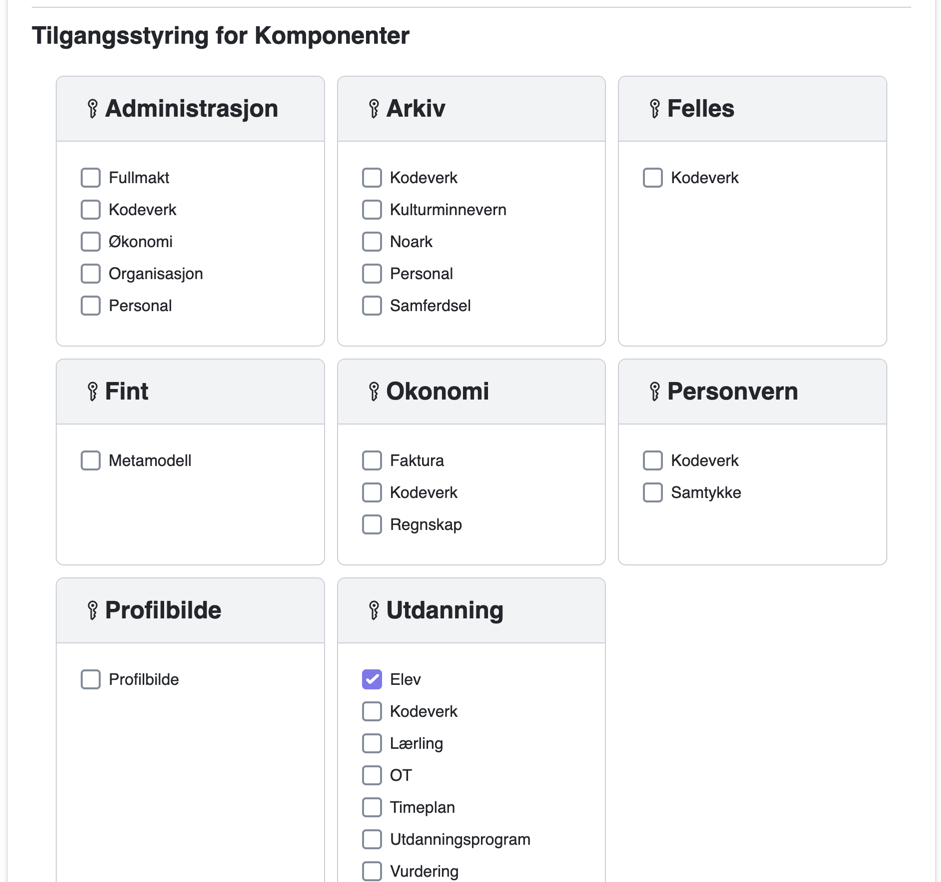 Tilgangsstyring for Komponenter
Administrasjon
Fullmakt
Kodeverk
Økonomi
Organisasjon
Personal
Arkiv
Kodeverk
Kulturminnevern
Noark
Personal
Samferdsel
Felles
Kodeverk
Fint
Metamodell
Okonomi
Faktura
Kodeverk
Regnskap
Personvern
Kodeverk
Samtykke
Profilbilde
Profilbilde
Utdanning
Elev
Kodeverk
Lærling
OT
Timeplan
Utdanningsprogram
Vurdering